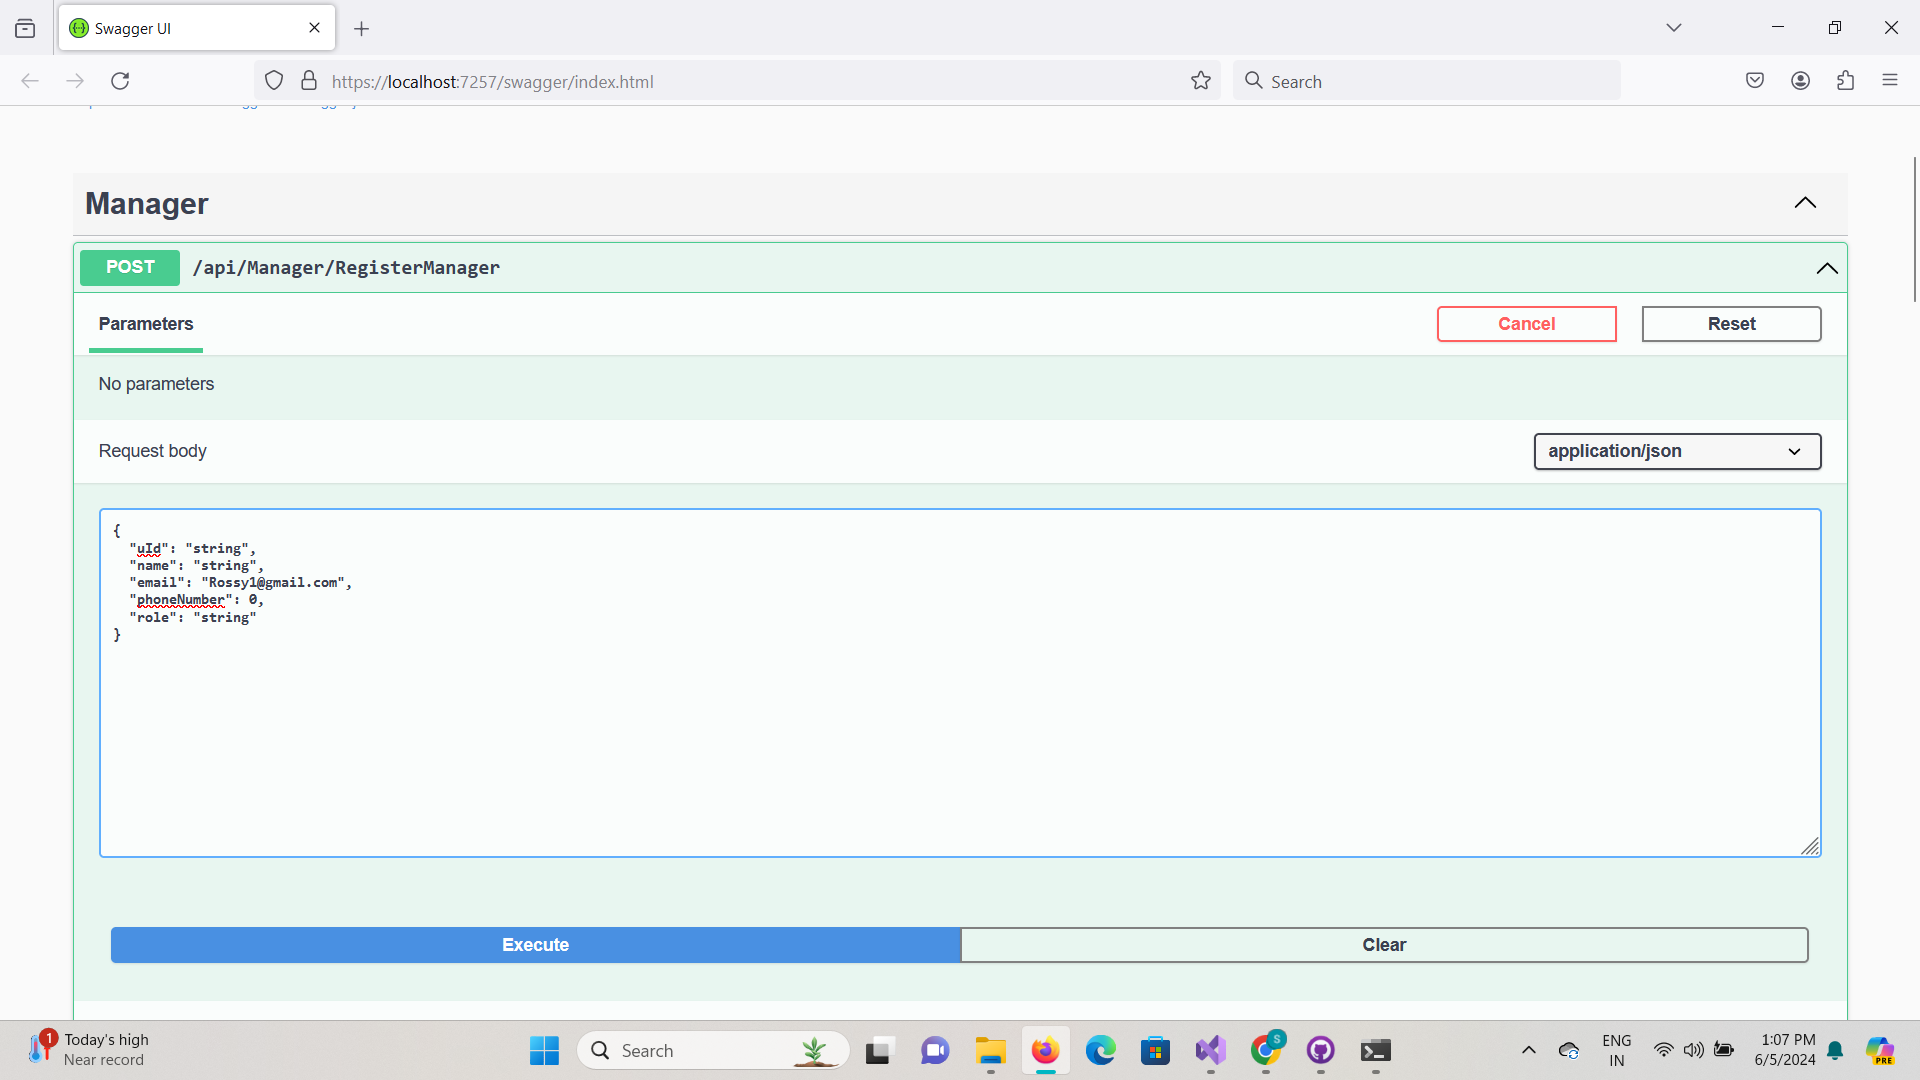 Swagger UI
https://localhost:7257/swagger/index.html
Search
Manager
POST /api/Manager/RegisterManager
Parameters
Cancel
Reset
No parameters
Request body
application/json
{
"uId": "string",
"name": "string",
"email": "Rossy1@gmail.com",
"phoneNumber": 0,
"role": "string"
}
Execute
Clear
1
Today's high
Near record
Search
S
ENG
IN
1:07 PM
6/5/2024
PRE